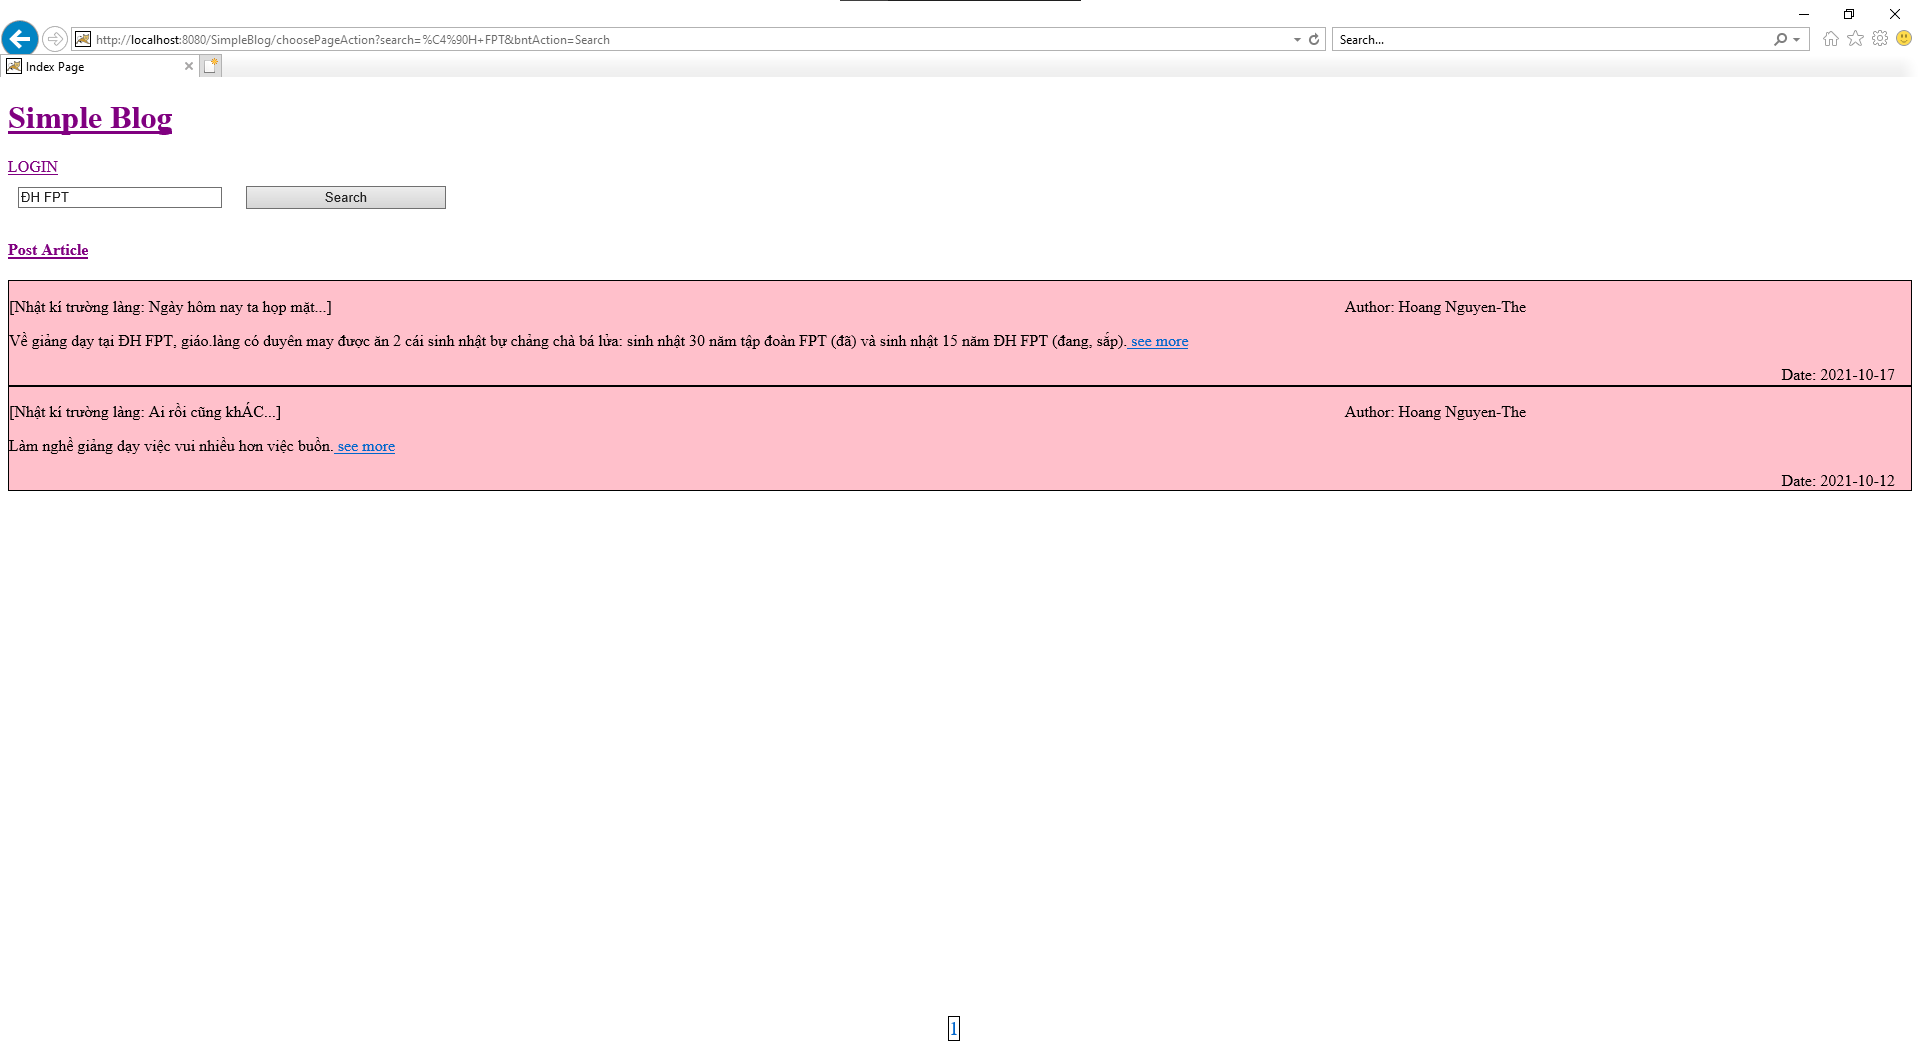 http://localhost:8080/SimpleBlog/choosePageAction?search=%C4%90H+FPT&bntAction=Search
Search...
Index Page
Simple Blog
LOGIN
ĐH FPT
Search
Post Article
[Nhật kí trường làng: Ngày hôm nay ta họp mặt...] Author: Hoang Nguyen-The
Về giảng dạy tại ĐH FPT, giáo.làng có duyên may được ăn 2 cái sinh nhật bự chảng chà bá lửa: sinh nhật 30 năm tập đoàn FPT (đã) và sinh nhật 15 năm ĐH FPT (đang, sắp). see more
Date: 2021-10-17
[Nhật kí trường làng: Ai rồi cũng khÁC...] Author: Hoang Nguyen-The
Làm nghề giảng dạy việc vui nhiều hơn việc buồn. see more
Date: 2021-10-12
1